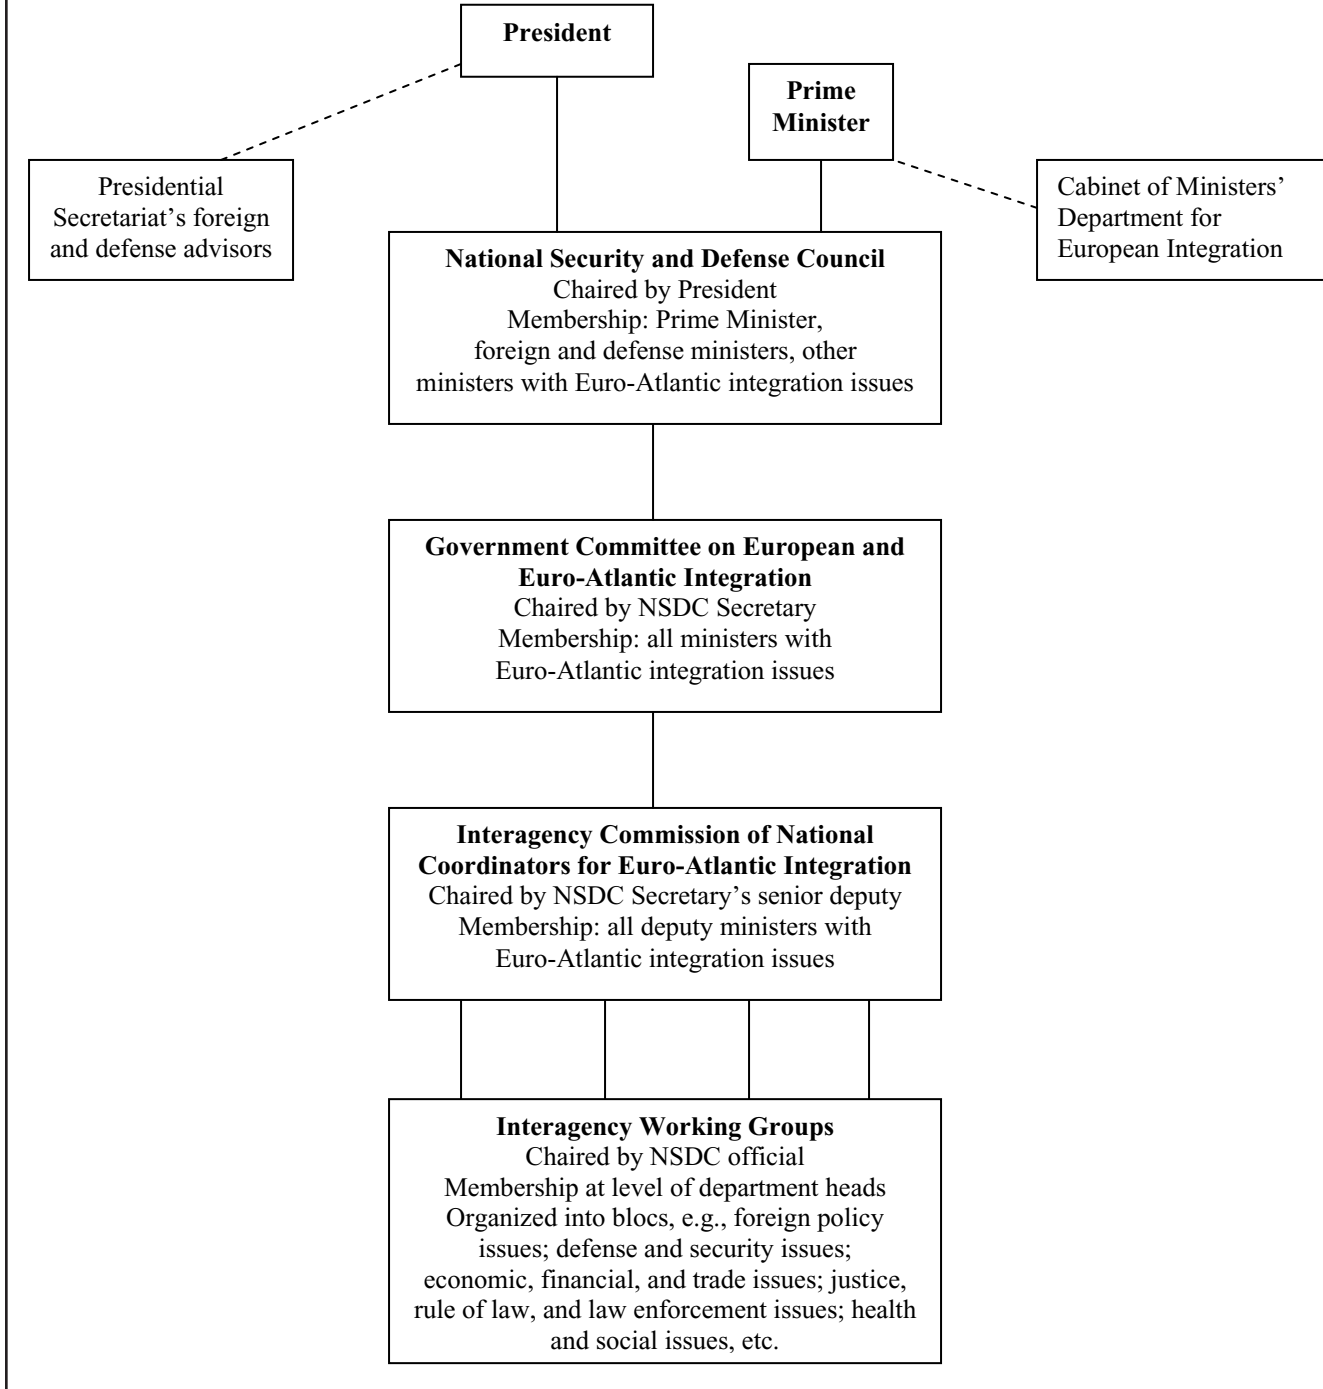 President
Prime
Minister
Presidential
Secretariat’s foreign
and defense advisors
Cabinet of Ministers’
Department for
European Integration
National Security and Defense Council
Chaired by President
Membership: Prime Minister,
foreign and defense ministers, other
ministers with Euro-Atlantic integration issues
Government Committee on European and
Euro-Atlantic Integration
Chaired by NSDC Secretary
Membership: all ministers with
Euro-Atlantic integration issues
Interagency Commission of National
Coordinators for Euro-Atlantic Integration
Chaired by NSDC Secretary’s senior deputy
Membership: all deputy ministers with
Euro-Atlantic integration issues
Interagency Working Groups
Chaired by NSDC official
Membership at level of department heads
Organized into blocs, e.g., foreign policy
issues; defense and security issues;
economic, financial, and trade issues; justice,
rule of law, and law enforcement issues; health
and social issues, etc.